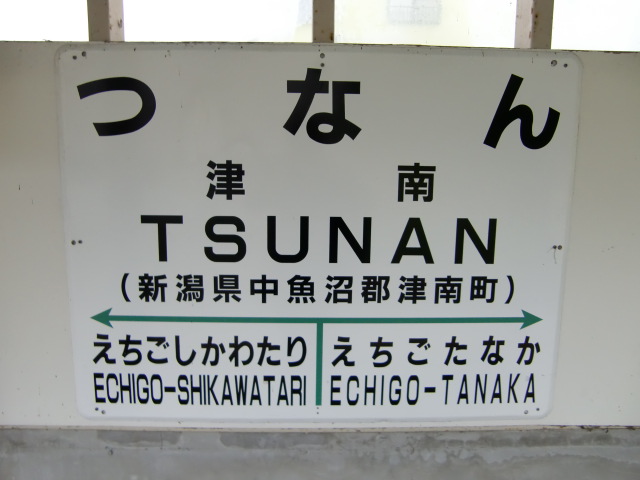 つなん
津南
TSUNAN
(新潟県中魚沼郡津南町)
えちごしかわたり えちごたなか
ECHIGO-SHIKAWATARI ECHIGO-TANAKA